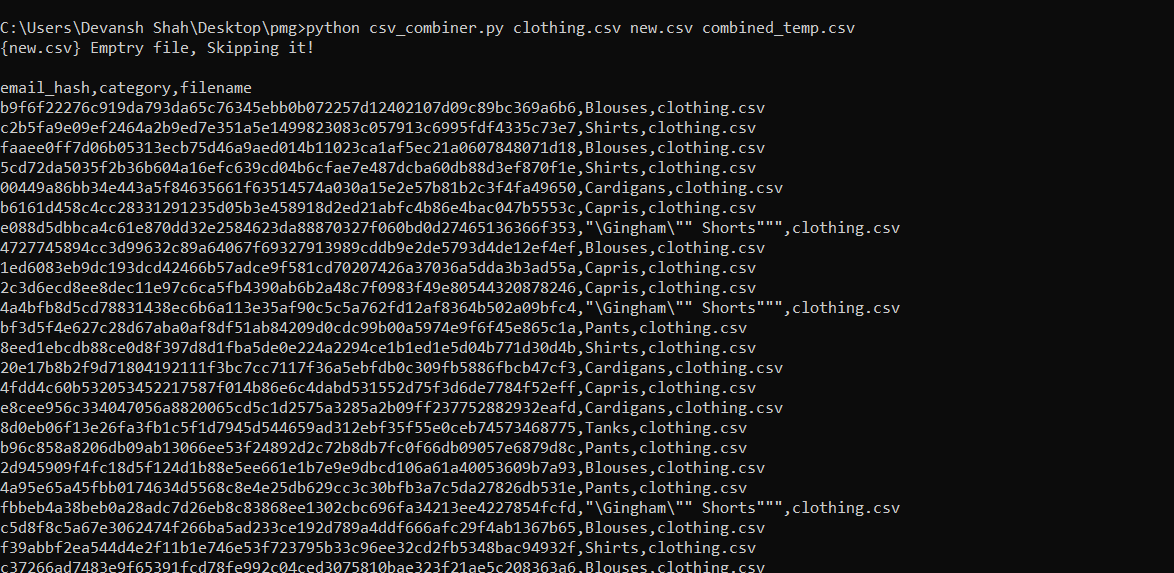 C:\Users\Devansh Shah\Desktop\pmg>python csv_combiner.py clothing.csv new.csv combined_temp.csv
{new.csv} Emptry file, Skipping it!
email_hash,category,filename
b9f6f22276c919da793da65c76345ebb0b072257d12402107d09c89bc369a6b6,Blouses,clothing.csv
c2b5fa9e09ef2464a2b9ed7e351a5e1499823083c057913c6995fdf4335c73e7,Shirts,clothing.csv
faaee0ff7d06b05313ecb75d46a9aed014b11023ca1af5ec21a0607848071d18,Blouses,clothing.csv
5cd72da5035f2b36b604a16efc639cd04b6cfae7e487dcba60db88d3ef870f1e,Shirts,clothing.csv
00449a86bb34e443a5f84635661f63514574a030a15e2e57b81b2c3f4fa49650,Cardigans,clothing.csv
b6161d458c4cc28331291235d05b3e458918d2ed21abfc4b86e4bac047b5553c,Capris,clothing.csv
e088d5dbbca4c61e870dd32e2584623da88870327f060bd0d27465136366f353,"\Gingham\"" Shorts""",clothing.csv
4727745894cc3d99632c89a64067f69327913989cddb9e2de5793d4de12ef4ef,Blouses,clothing.csv
1ed6083eb9dc193dcd42466b57adce9f581cd70207426a37036a5dda3b3ad55a,Capris,clothing.csv
2c3d6ecd8ee8dec11e97c6ca5fb4390ab6b2a48c7f0983f49e80544320878246,Capris,clothing.csv
4a4bfb8d5cd78831438ec6b6a113e35af90c5c5a762fd12af8364b502a09bfc4,"\Gingham\"" Shorts""",clothing.csv
bf3d5f4e627c28d67aba0af8df51ab84209d0cdc99b00a5974e9f6f45e865c1a,Pants,clothing.csv
8eed1ebcdb88ce0d8f397d8d1fba5de0e224a2294ce1b1ed1e5d04b771d30d4b,Shirts,clothing.csv
20e17b8b2f9d71804192111f3bc7cc7117f36a5ebfdb0c309fb5886fbcb47cf3,Cardigans,clothing.csv
4fdd4c60b532053452217587f014b86e6c4dabd531552d75f3d6de7784f52eff,Capris,clothing.csv
e8cee956c334047056a8820065cd5c1d2575a3285a2b09ff237752882932eafd,Cardigans,clothing.csv
8d0eb06f13e26fa3fb1c5f1d7945d544659ad312ebf35f55e0ceb74573468775,Tanks,clothing.csv
b96c858a8206db09ab13066ee53f24892d2c72b8db7fc0f66db09057e6879d8c,Pants,clothing.csv
2d945909f4fc18d5f124d1b88e5ee661e1b7e9e9dbcd106a61a40053609b7a93,Blouses,clothing.csv
4a95e65a45fbb0174634d5568c8e4e25db629cc3c30bfb3a7c5da27826db531e,Pants,clothing.csv
fbbeb4a38beb0a28adc7d26eb8c83868ee1302cbc696fa34213ee4227854fcfd,"\Gingham\"" Shorts""",clothing.csv
c5d8f8c5a67e3062474f266ba5ad233ce192d789a4ddf666afc29f4ab1367b65,Blouses,clothing.csv
f39abbf2ea544d4e2f11b1e746e53f723795b33c96ee32cd2fb5348bac94932f,Shirts,clothing.csv
c37266ad7483e9f65391fcd78fe992c04ced3075810bae323f21ae5c208363a6,Blouses,clothing.csv